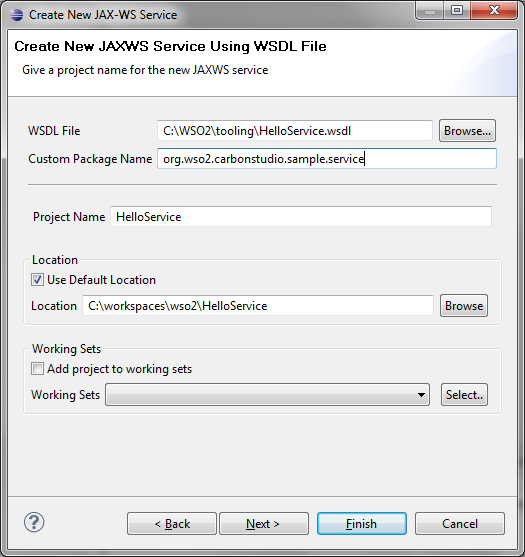 Create New JAX-WS Service
Create New JAXWS Service Using WSDL File
Give a project name for the new JAXWS service
WSDL File C:\WSO2\tooling\HelloService.wsdl Browse...
Custom Package Name org.wso2.carbonstudio.sample.service
Project Name HelloService
Location
Use Default Location
Location C:\workspaces\wso2\HelloService Browse
Working Sets
Add project to working sets
Working Sets Select..
? < Back Next > Finish Cancel